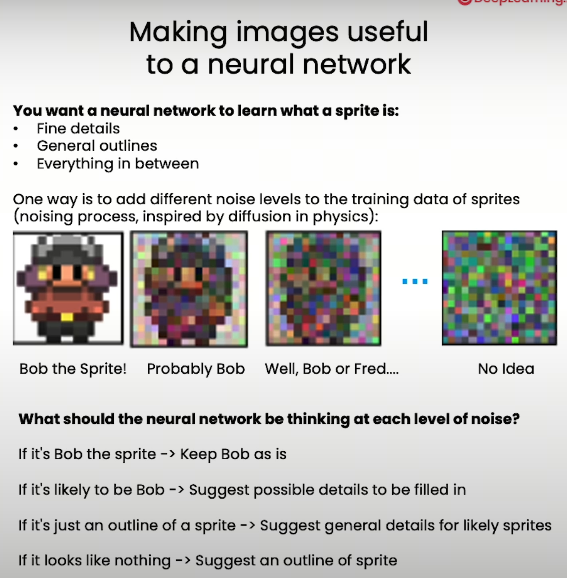 DeepLearning.
Making images useful
to a neural network
You want a neural network to learn what a sprite is:
• Fine details
• General outlines
• Everything in between
One way is to add different noise levels to the training data of sprites
(noising process, inspired by diffusion in physics):
...
Bob the Sprite! Probably Bob Well, Bob or Fred.... No Idea
What should the neural network be thinking at each level of noise?
If it's Bob the sprite -> Keep Bob as is
If it's likely to be Bob -> Suggest possible details to be filled in
If it's just an outline of a sprite -> Suggest general details for likely sprites
If it looks like nothing -> Suggest an outline of sprite